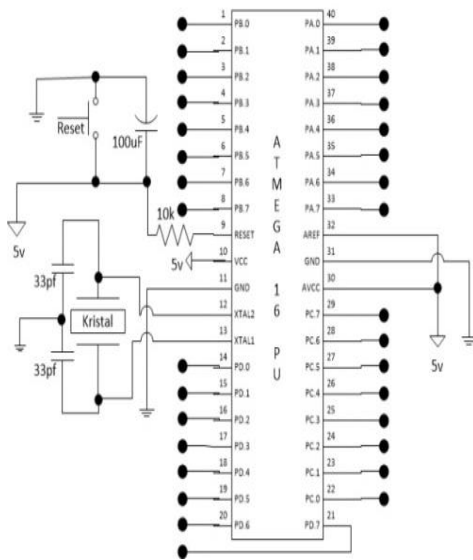 1 PB.0 PA.0 40
2 PB.1 PA.1 39
3 PB.2 PA.2 38
4 PB.3 PA.3 37
5 PB.4 PA.4 36
6 PB.5 PA.5 35
7 PB.6 PA.6 34
8 PB.7 PA.7 33
9 RESET AREF 32
10 VCC GND 31
11 GND AVCC 30
12 XTAL2 PC.7 29
13 XTAL1 PC.6 28
14 PD.0 PC.5 27
15 PD.1 PC.4 26
16 PD.2 PC.3 25
17 PD.3 PC.2 24
18 PD.4 PC.1 23
19 PD.5 PC.0 22
20 PD.6 PD.7 21
ATMEGA 16 PU
Reset
100uF
10k
5v
5v
33pf
Kristal
33pf
5v